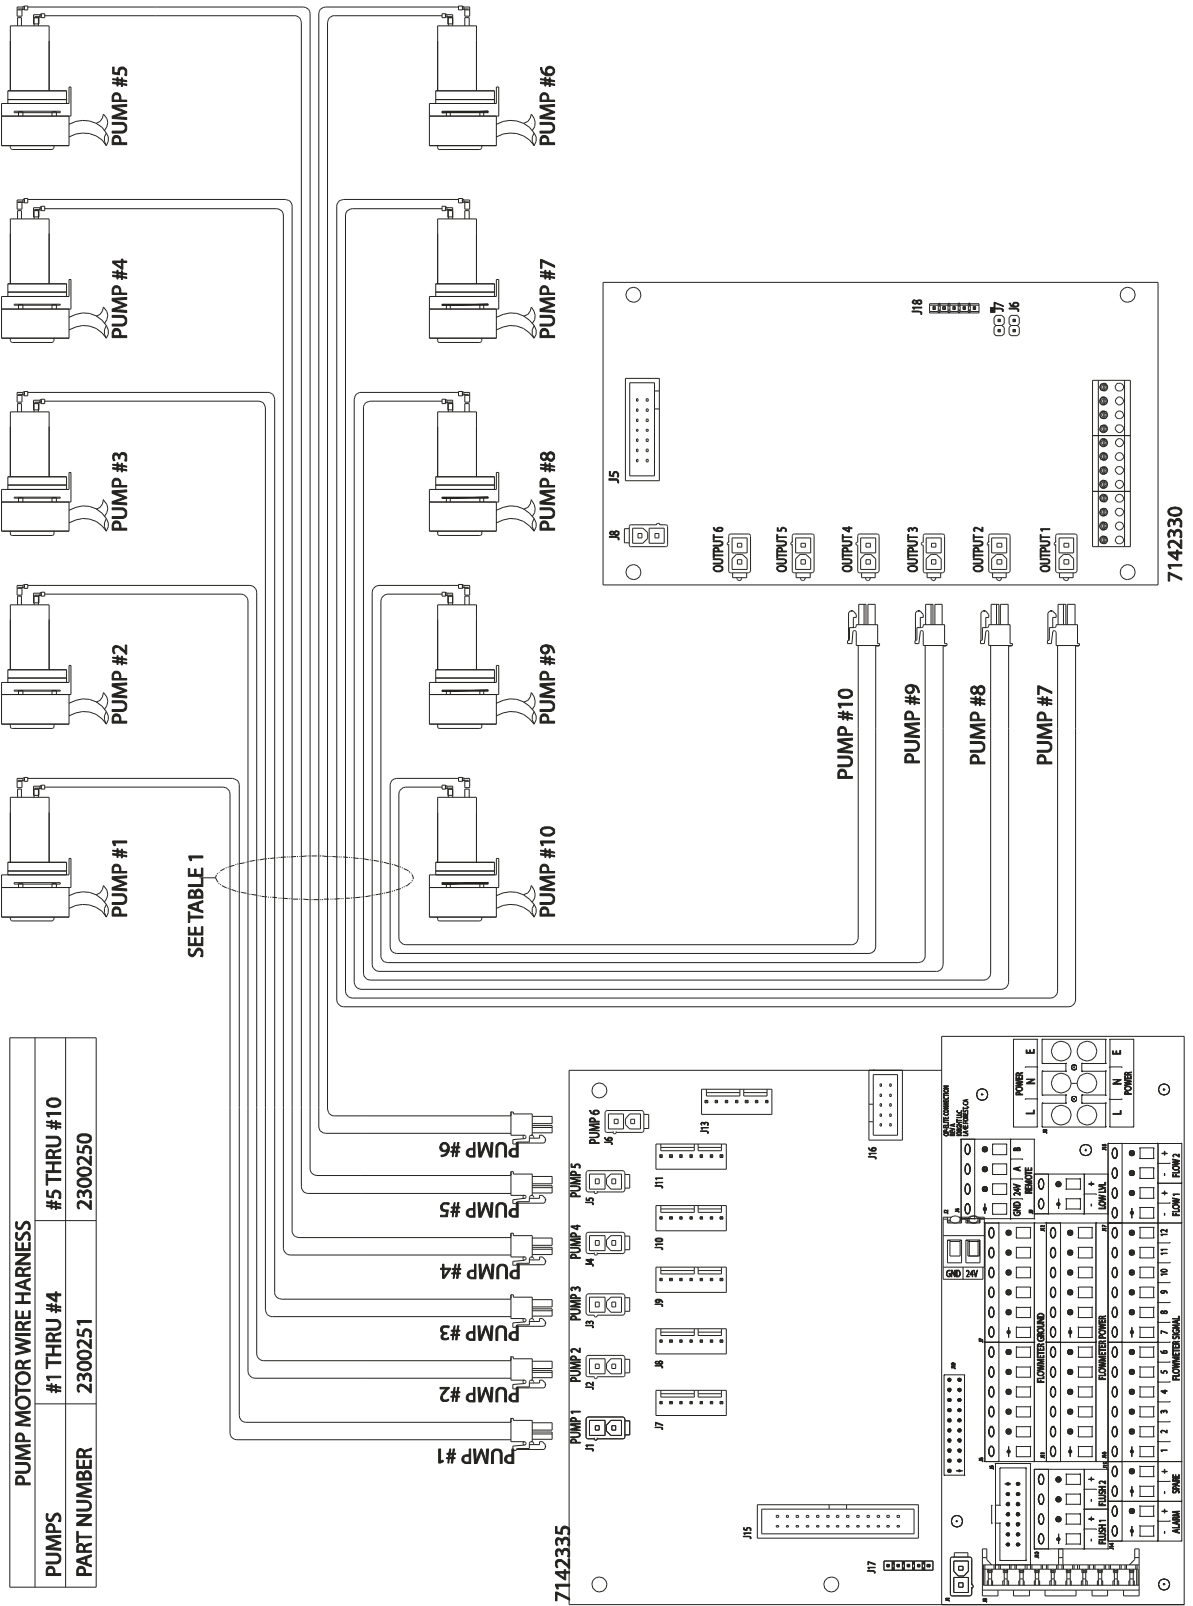 PUMP MOTOR WIRE HARNESS
PUMPS #1 THRU #4 #5 THRU #10
PART NUMBER 2300251 2300250
PUMP #1
PUMP #2
PUMP #3
PUMP #4
PUMP #5
SEE TABLE 1
PUMP #10
PUMP #9
PUMP #8
PUMP #7
PUMP #6
PUMP #1
PUMP #2
PUMP #3
PUMP #4
PUMP #5
PUMP #6
PUMP #10
PUMP #9
PUMP #8
PUMP #7
7142330
J8
J5
J18
J7
J6
OUTPUT 6
OUTPUT 5
OUTPUT 4
OUTPUT 3
OUTPUT 2
OUTPUT 1
7142335
PUMP 1
J1
PUMP 2
J2
PUMP 3
J3
PUMP 4
J4
PUMP 5
J5
PUMP 6
J6
J7
J8
J9
J10
J11
J13
J15
J16
J17
GND 24V
GND 24V A B
REMOTE
POWER
L N E
L N E
POWER
LOW LVL
- +
FLOWMETER GROUND
FLOWMETER POWER
FLUSH 1 FLUSH 2
- + - +
ALARM SPARE
- + - +
1 2 3 4 5 6 7 8 9 10 11 12
FLOWMETER SIGNAL
- + - +
FLOW 1 FLOW 2